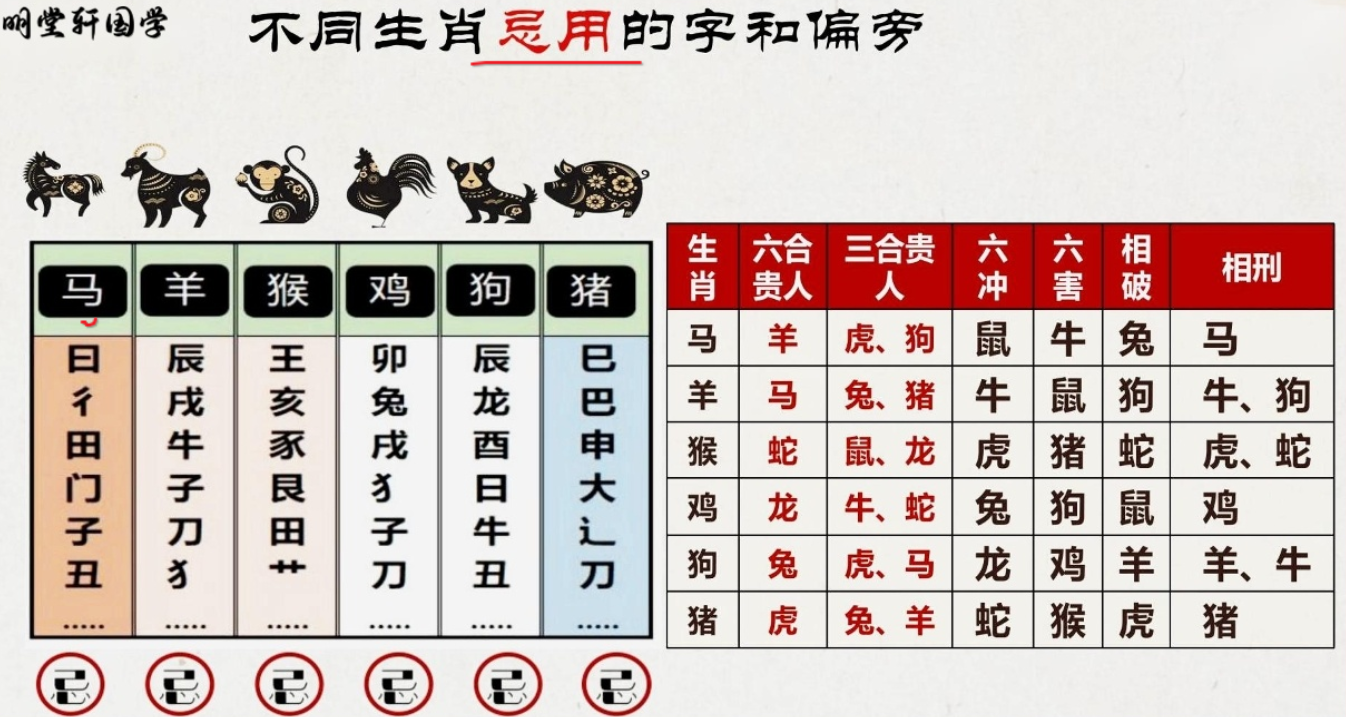 明堂轩国学
不同生肖忌用的字和偏旁
马 羊 猴 鸡 狗 猪
曰 辰 王 卯 辰 巳
彳 戌 亥 兔 龙 巴
田 牛 豕 戌 酉 申
门 子 艮 犭 日 大
子 刀 田 子 牛 辶
丑 犭 艹 刀 丑 刀
..... ..... ..... ..... ..... .....
忌 忌 忌 忌 忌 忌
生肖 六合贵人 三合贵人 六冲 六害 相破 相刑
马 羊 虎、狗 鼠 牛 兔 马
羊 马 兔、猪 牛 鼠 狗 牛、狗
猴 蛇 鼠、龙 虎 猪 蛇 虎、蛇
鸡 龙 牛、蛇 兔 狗 鼠 鸡
狗 兔 虎、马 龙 鸡 羊 羊、牛
猪 虎 兔、羊 蛇 猴 虎 猪